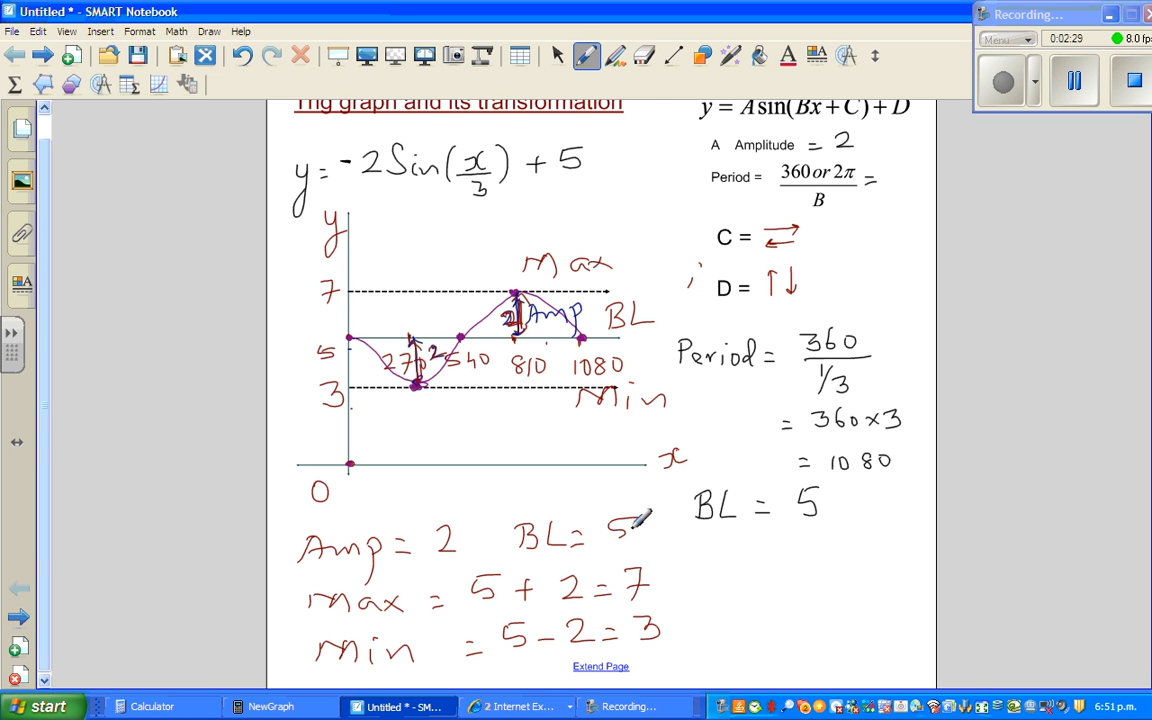 Untitled * - SMART Notebook
Recording...
File Edit View Insert Format Math Draw Help
Menu
0:02:29
8.0 fp
Trig graph and its transformation
y = A sin(Bx + C) + D
y = -2 Sin(x/3) + 5
A Amplitude = 2
Period = 360 or 2π / B =
C =
D =
y
Max
7
2 Amp BL
5
270 2 540 810 1080
3
Min
x
0
Period = 360 / 1/3
= 360 x 3
= 1080
BL = 5
Amp = 2 BL = 5
Max = 5 + 2 = 7
Min = 5 - 2 = 3
Extend Page
start
Calculator
NewGraph
Untitled * - SM...
2 Internet Ex...
Recording...
6:51 p.m.